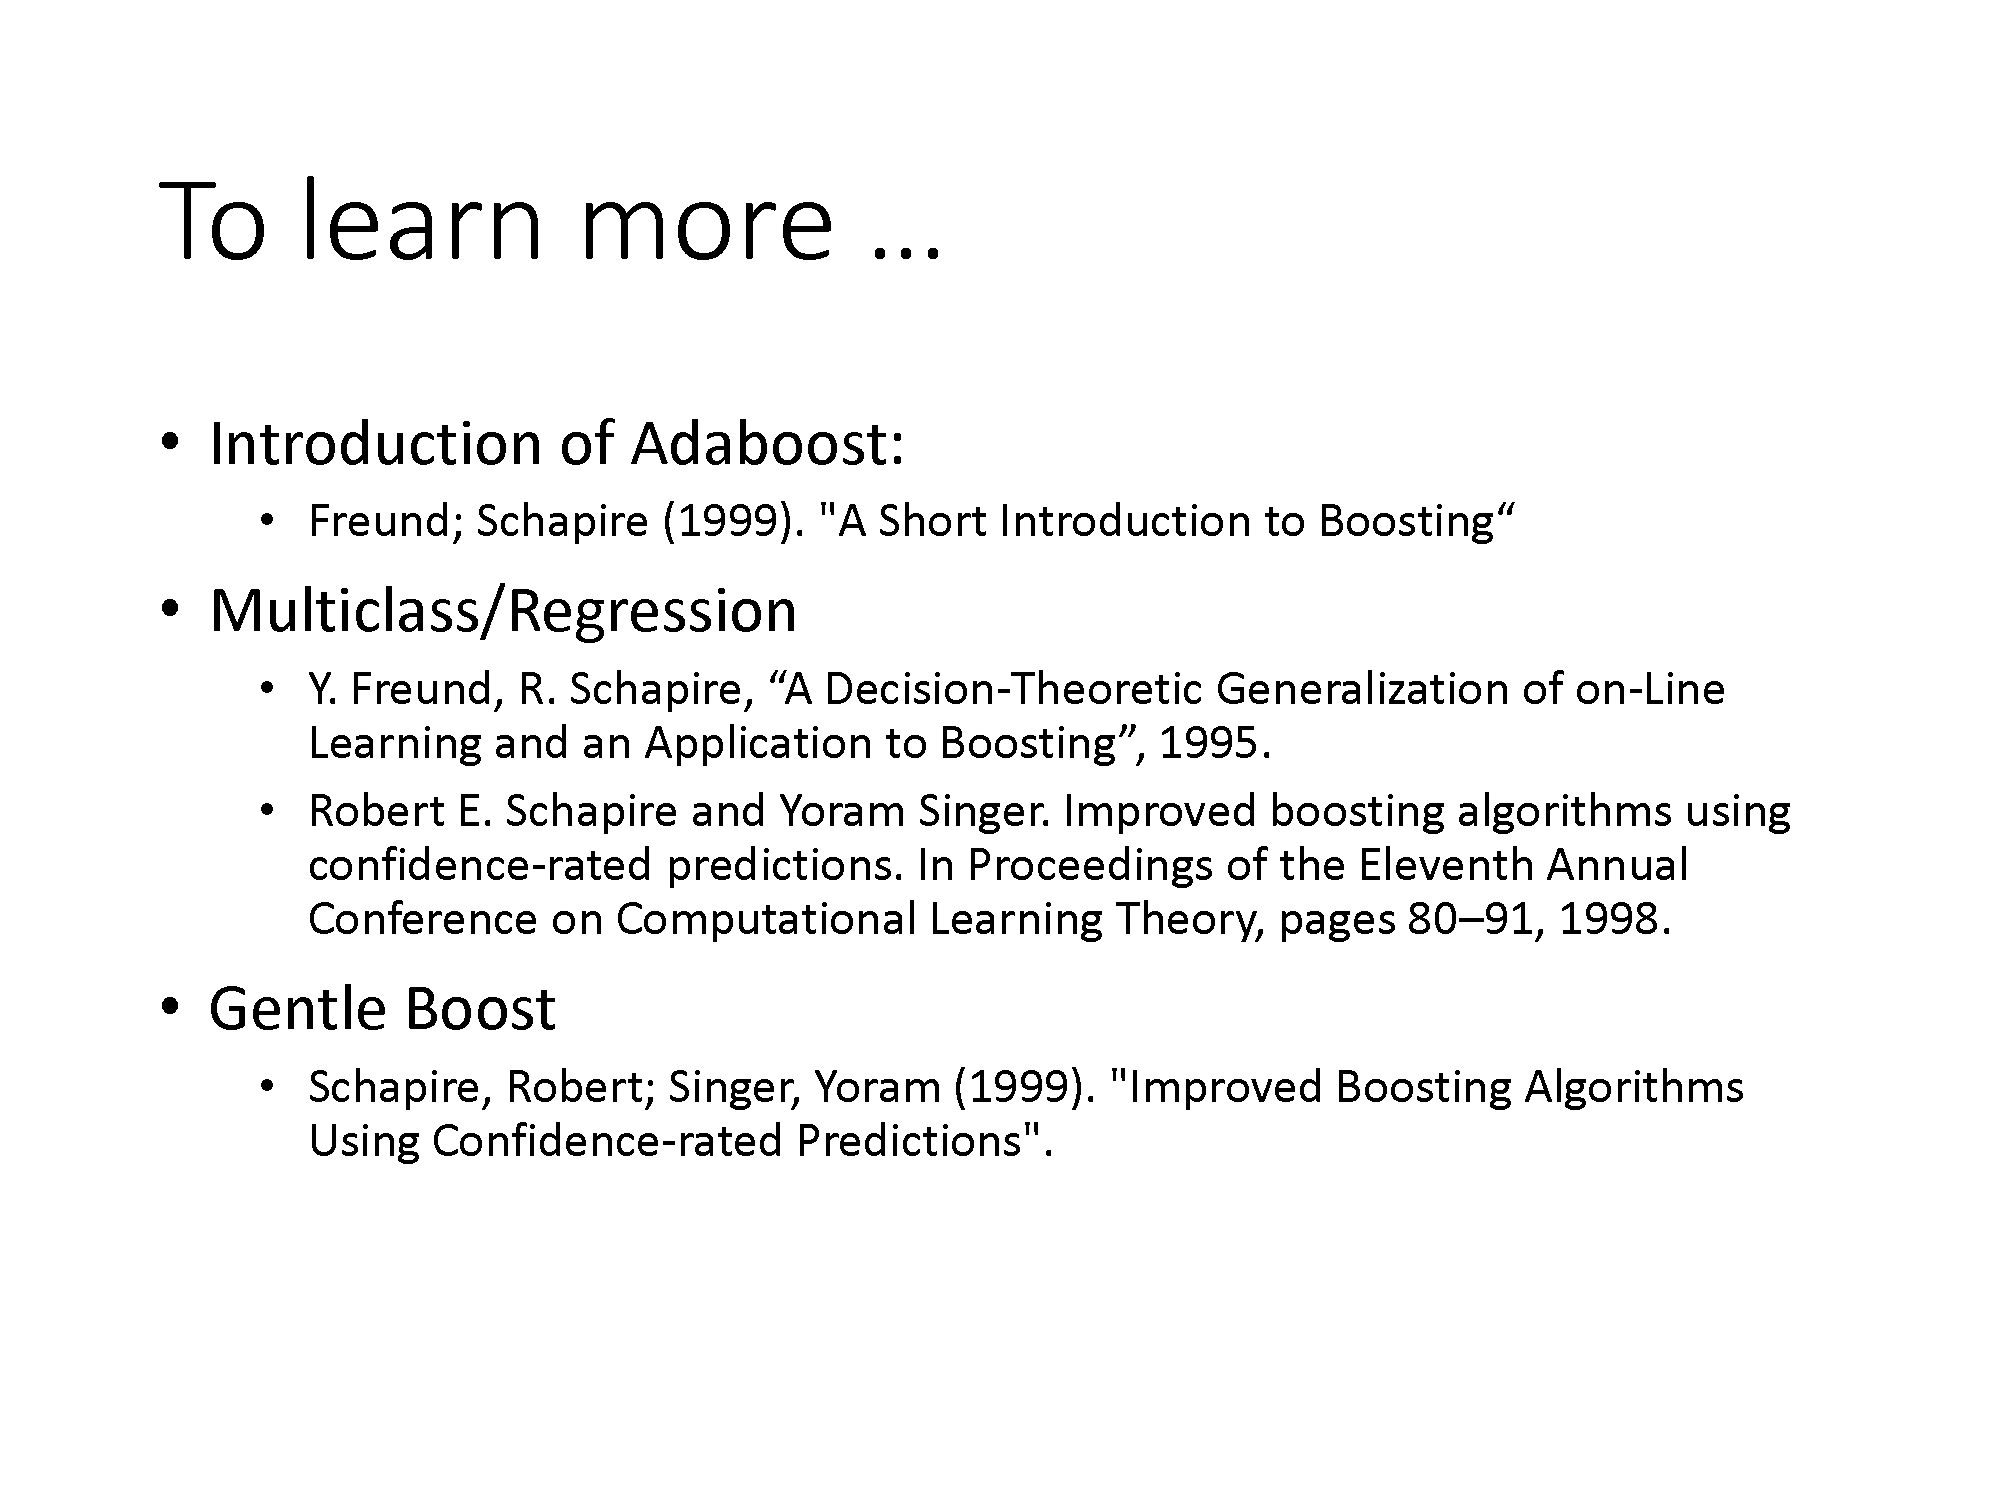 To learn more …
• Introduction of Adaboost:
• Freund; Schapire (1999). "A Short Introduction to Boosting“
• Multiclass/Regression
• Y. Freund, R. Schapire, “A Decision-Theoretic Generalization of on-Line
Learning and an Application to Boosting”, 1995.
• Robert E. Schapire and Yoram Singer. Improved boosting algorithms using
confidence-rated predictions. In Proceedings of the Eleventh Annual
Conference on Computational Learning Theory, pages 80–91, 1998.
• Gentle Boost
• Schapire, Robert; Singer, Yoram (1999). "Improved Boosting Algorithms
Using Confidence-rated Predictions".